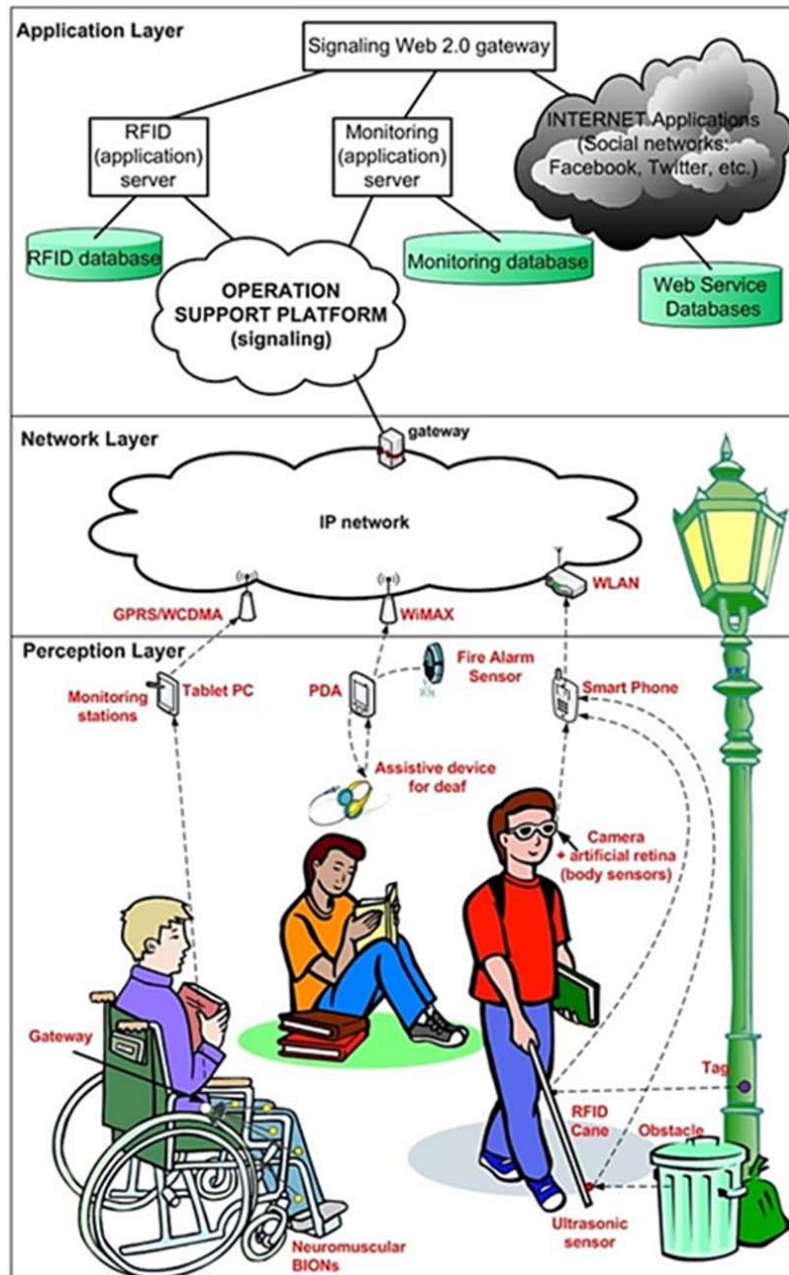 Application Layer
Signaling Web 2.0 gateway
RFID
(application)
server
Monitoring
(application)
server
INTERNET Applications
(Social networks:
Facebook, Twitter, etc.)
RFID database
Monitoring database
Web Service
Databases
OPERATION
SUPPORT PLATFORM
(signaling)
Network Layer
gateway
IP network
GPRS/WCDMA
WiMAX
WLAN
Perception Layer
Monitoring
stations
Tablet PC
PDA
Fire Alarm
Sensor
Smart Phone
Assistive device
for deaf
Camera
+ artificial retina
(body sensors)
Gateway
Tag
RFID
Cane
Obstacle
Ultrasonic
sensor
Neuromuscular
BIONs